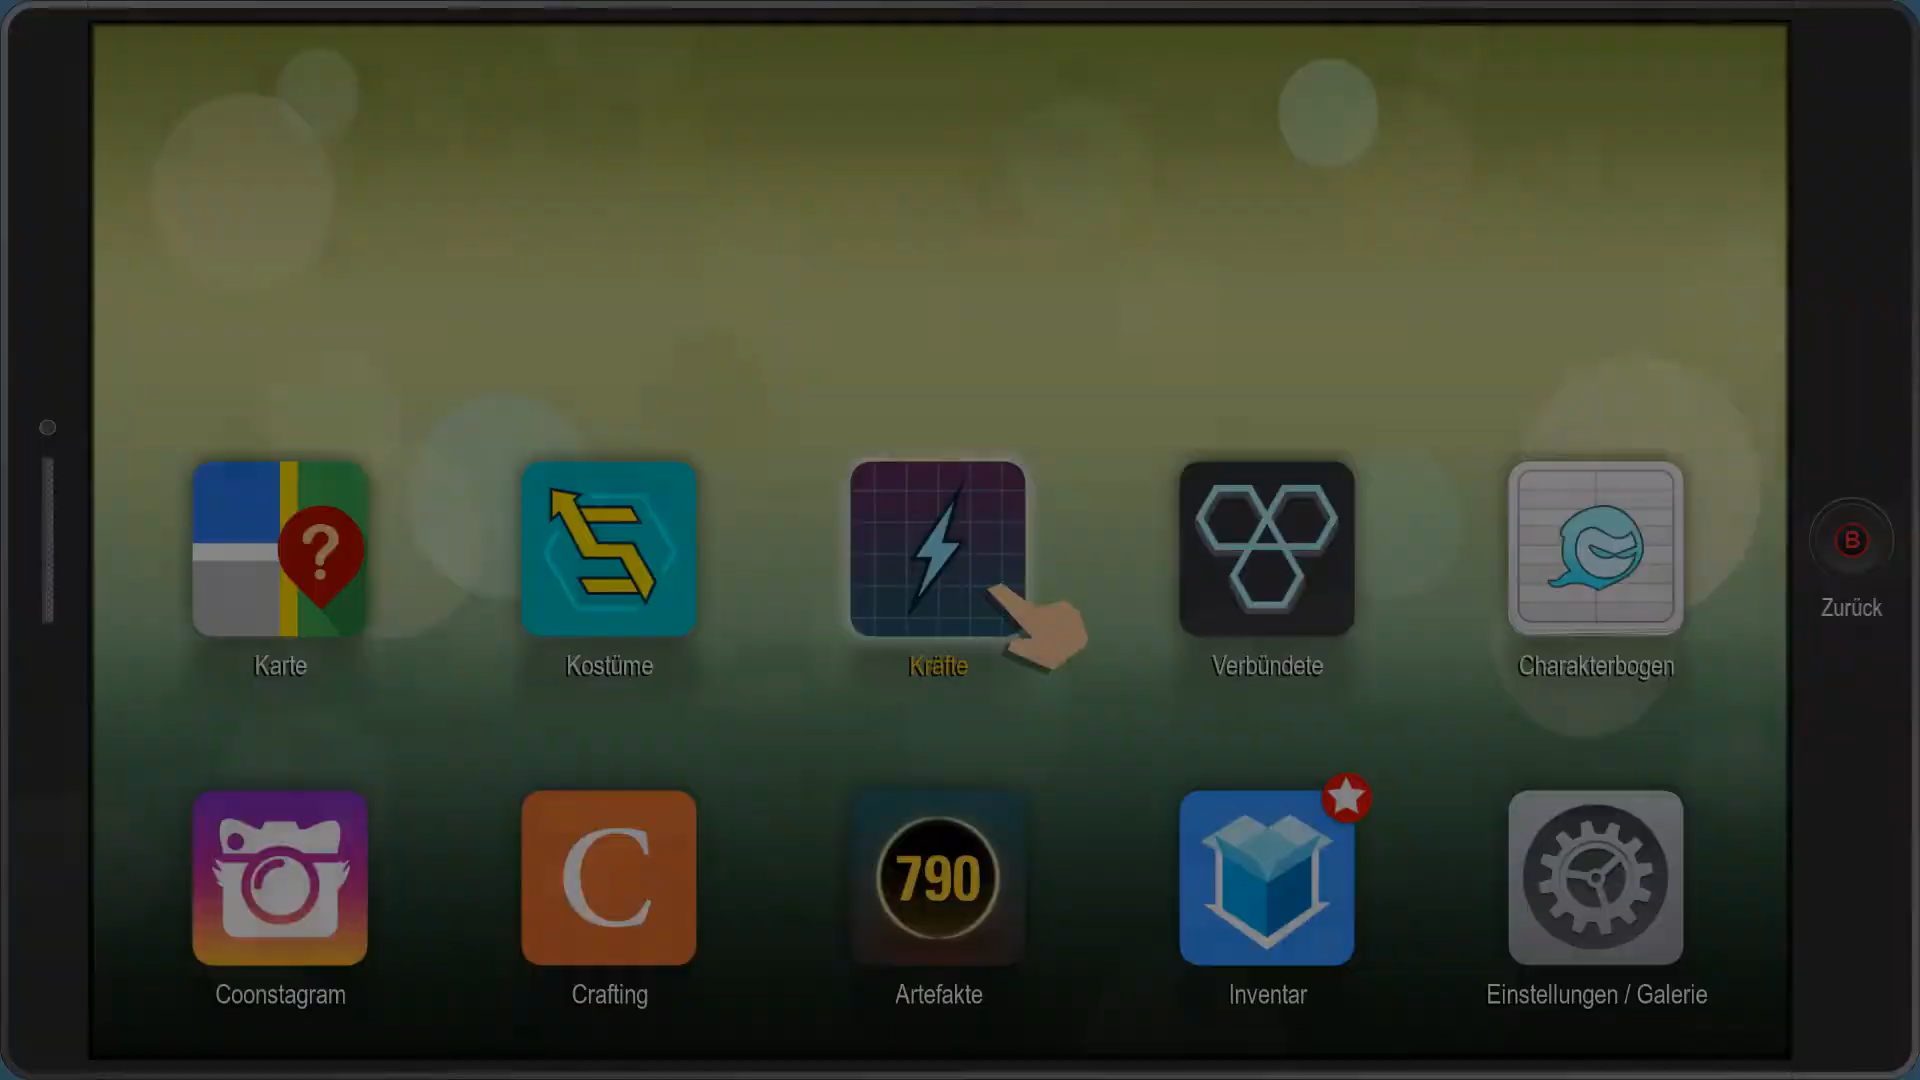 ?
Karte
Kostüme
Kräfte
Verbündete
Charakterbogen
B
Zurück
C
790
Coonstagram
Crafting
Artefakte
Inventar
Einstellungen / Galerie